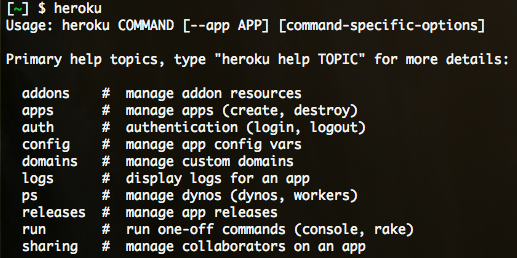 [~] $ heroku
Usage: heroku COMMAND [--app APP] [command-specific-options]
Primary help topics, type "heroku help TOPIC" for more details:
addons # manage addon resources
apps # manage apps (create, destroy)
auth # authentication (login, logout)
config # manage app config vars
domains # manage custom domains
logs # display logs for an app
ps # manage dynos (dynos, workers)
releases # manage app releases
run # run one-off commands (console, rake)
sharing # manage collaborators on an app